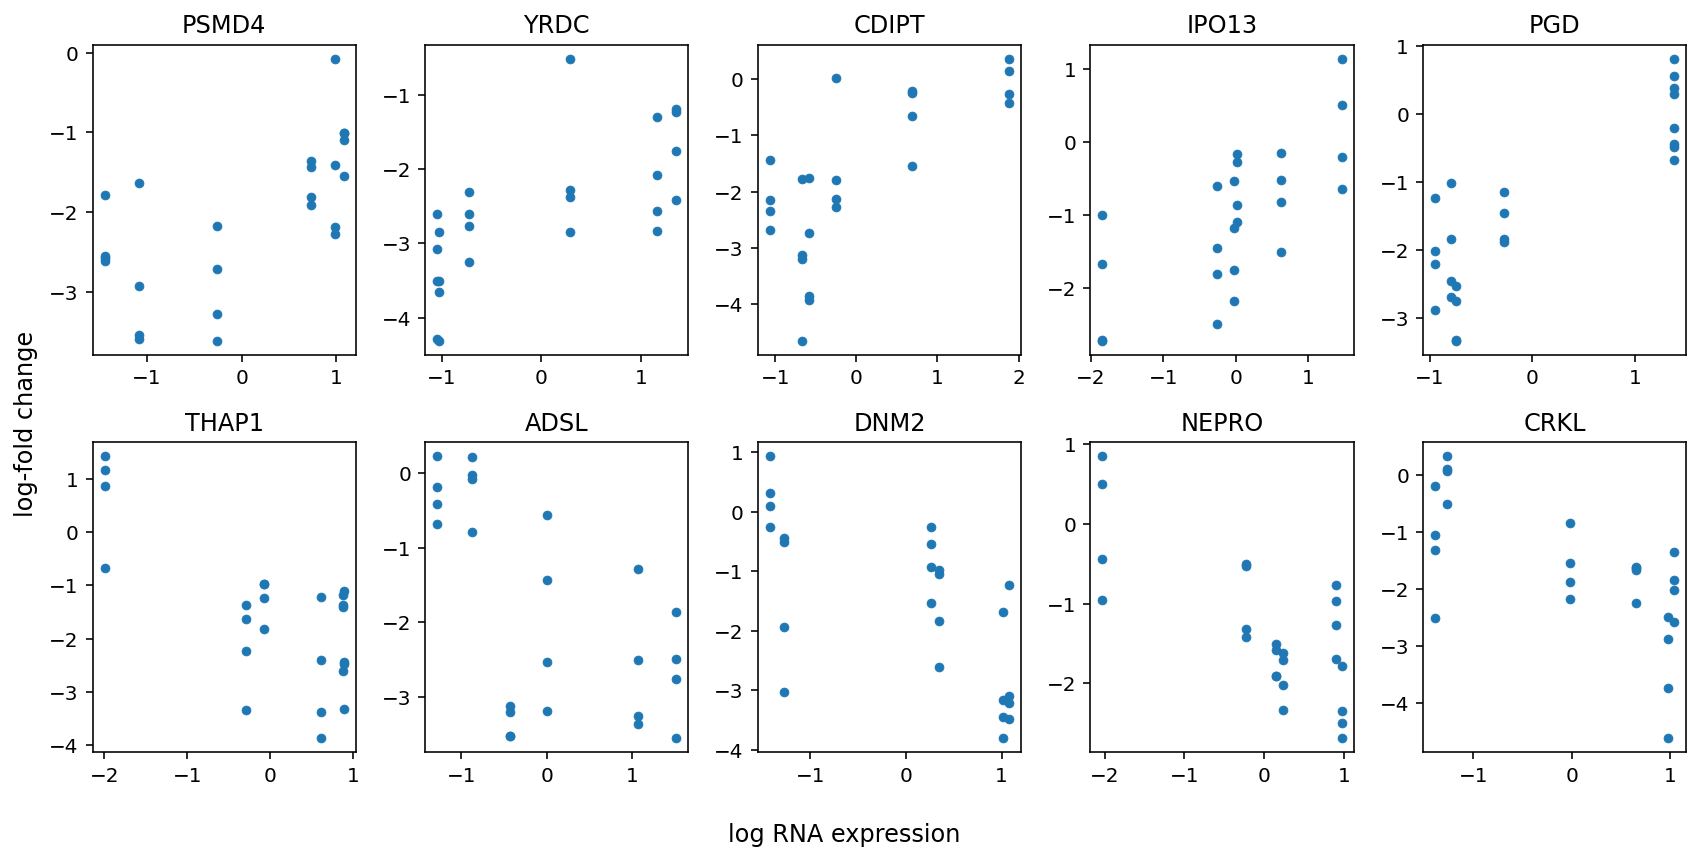 PSMD4 YRDC CDIPT IPO13 PGD
0 −1 −2 −3
−1 −2 −3 −4
0 −1 −2 −3 −4
1 0 −1 −2
1 0 −1 −2 −3
−1 0 1
−1 0 1
−1 0 1 2
−2 −1 0 1
−1 0 1
THAP1 ADSL DNM2 NEPRO CRKL
1 0 −1 −2 −3 −4
0 −1 −2 −3
1 0 −1 −2 −3 −4
1 0 −1 −2
0 −1 −2 −3 −4
−2 −1 0 1
−1 0 1
−1 0 1
−2 −1 0 1
−1 0 1
log-fold change
log RNA expression